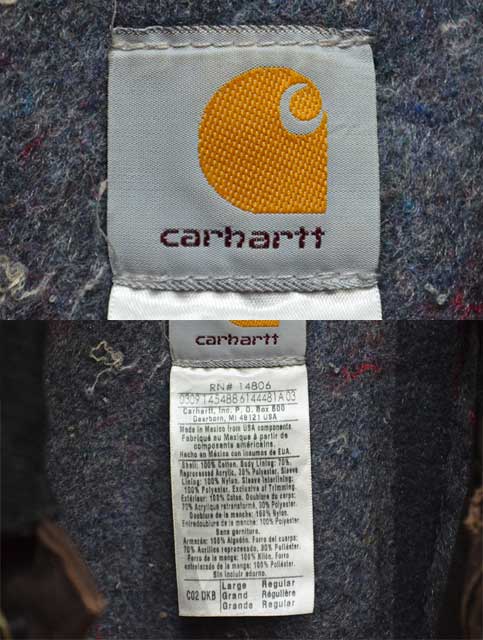 carhartt
carhartt
RN# 14806
Carhartt, Inc. P. O. Box 600
Dearborn, MI 48121 USA
Made in Mexico from USA components
Fabriqué au Mexique à partir de
composants américains.
Hecho en México con insumos de EUA.
Shell: 100% Cotton. Body Lining: 70%
Reprocessed Acrylic, 30% Polyester. Sleeve
Lining: 100% Nylon. Sleeve Interlining:
100% Polyester. Exclusive of Trimming.
Extérieur: 100% Coton. Doublure du corps:
70% Acrylique retransformé, 30% Polyester.
Doublure de la manche: 100% Nylon.
Entredoublure de la manche: 100% Polyester
Sans garniture.
Armazón: 100% Algodón. Forro del cuerpo:
70% Acrílico reprocesado, 30% Poliéster.
Forro de la manga: 100% Nilón. Forro
entrelazado de la manga: 100% Poliéster.
Sin incluir adorno.
C02 DKB Large Regular
Grand Régulière
Grande Regular